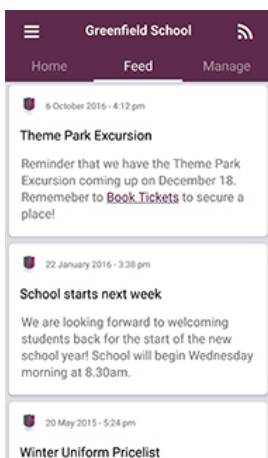 Greenfield School
Home Feed Manage
6 October 2016 - 4:12 pm
Theme Park Excursion
Reminder that we have the Theme Park
Excursion coming up on December 18.
Rememeber to Book Tickets to secure a
place!
22 January 2016 - 3:38 pm
School starts next week
We are looking forward to welcoming
students back for the start of the new
school year! School will begin Wednesday
morning at 8.30am.
20 May 2015 - 5:24 pm
Winter Uniform Pricelist